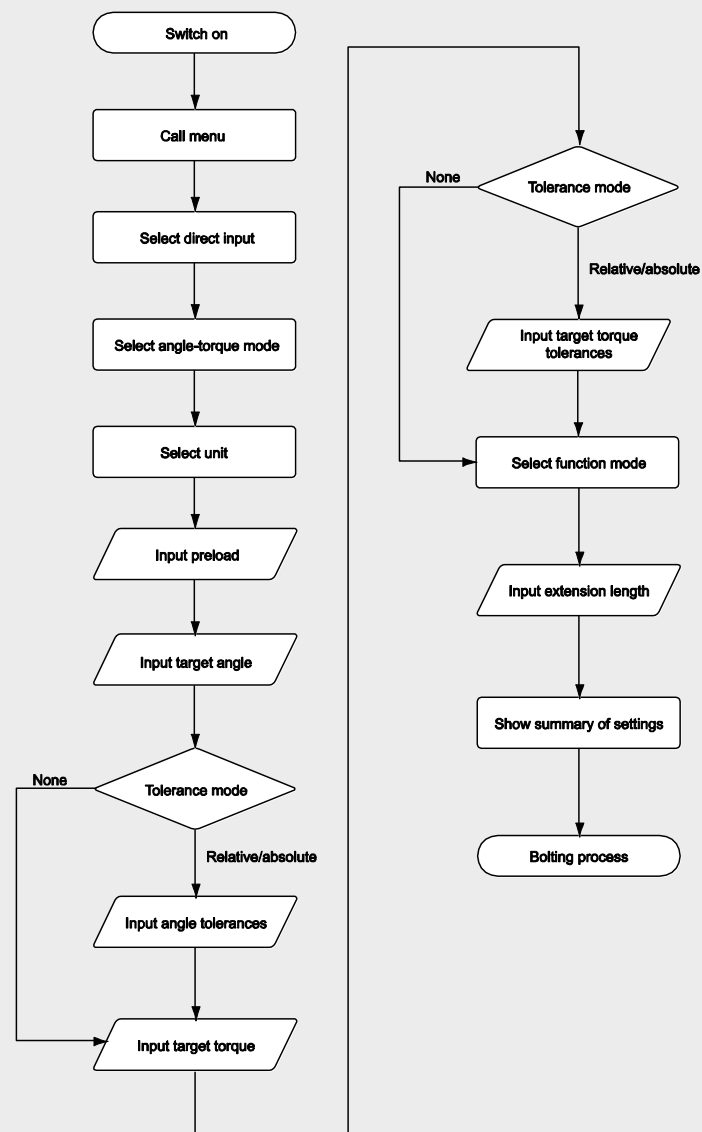 Switch on
Call menu
Select direct input
Select angle-torque mode
Select unit
Input preload
Input target angle
Tolerance mode
None
Relative/absolute
Input angle tolerances
Input target torque
Tolerance mode
None
Relative/absolute
Input target torque
tolerances
Select function mode
Input extension length
Show summary of settings
Bolting process